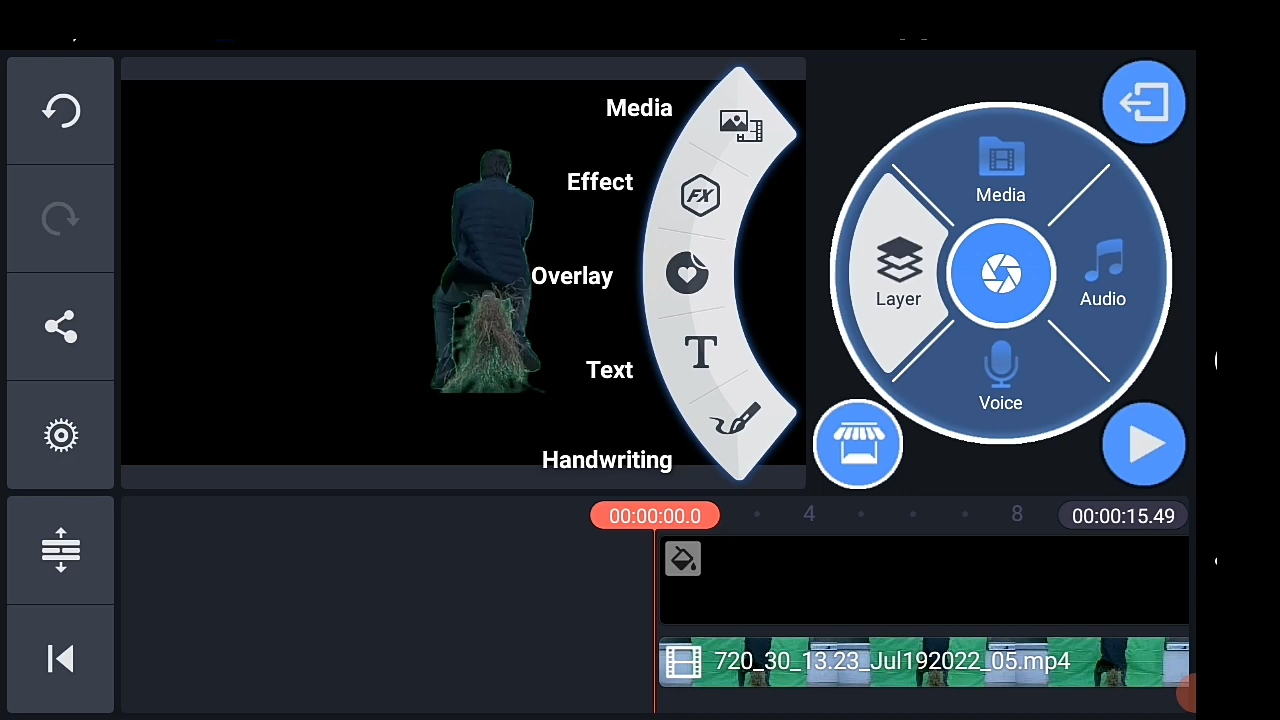 Media
Effect
Overlay
Text
Handwriting
FX
T
Media
Layer
Audio
Voice
00:00:00.0
4
8
00:00:15.49
720_30_13.23_Jul192022_05.mp4